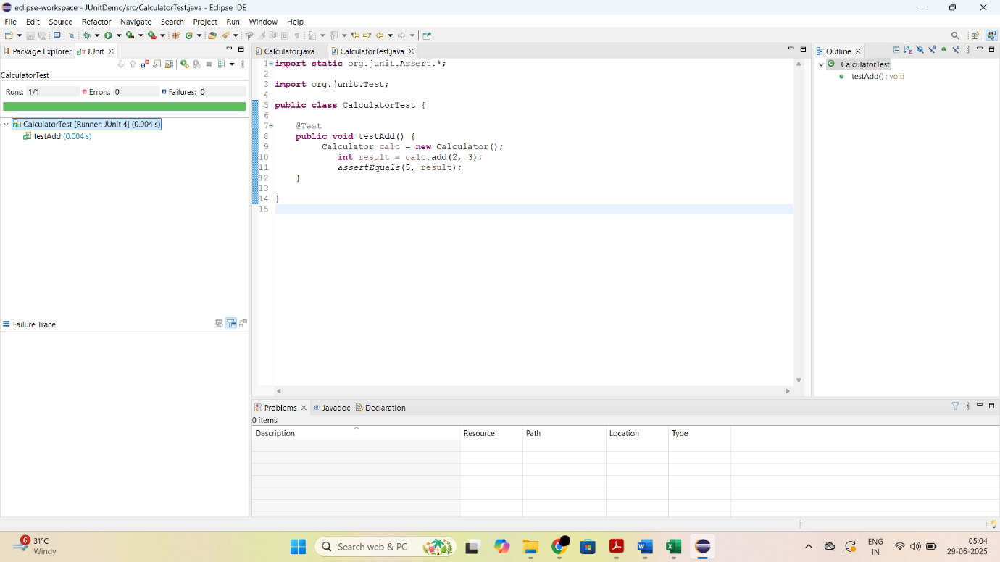 eclipse-workspace - JUnitDemo/src/CalculatorTest.java - Eclipse IDE
File Edit Source Refactor Navigate Search Project Run Window Help
Package Explorer JUnit
CalculatorTest
Runs: 1/1 Errors: 0 Failures: 0
CalculatorTest [Runner: JUnit 4] (0.004 s)
testAdd (0.004 s)
Failure Trace
Calculator.java CalculatorTest.java
1 import static org.junit.Assert.*;
2
3 import org.junit.Test;
4
5 public class CalculatorTest {
6
7 @Test
8 public void testAdd() {
9 Calculator calc = new Calculator();
10 int result = calc.add(2, 3);
11 assertEquals(5, result);
12 }
13
14 }
15
Outline
CalculatorTest
testAdd() : void
Problems Javadoc Declaration
0 items
Description Resource Path Location Type
6 31°C
Windy
Search web & PC
ENG
IN
05:04
29-06-2025